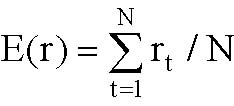 E(r) = ∑_{t=1}^{N} r_t / N